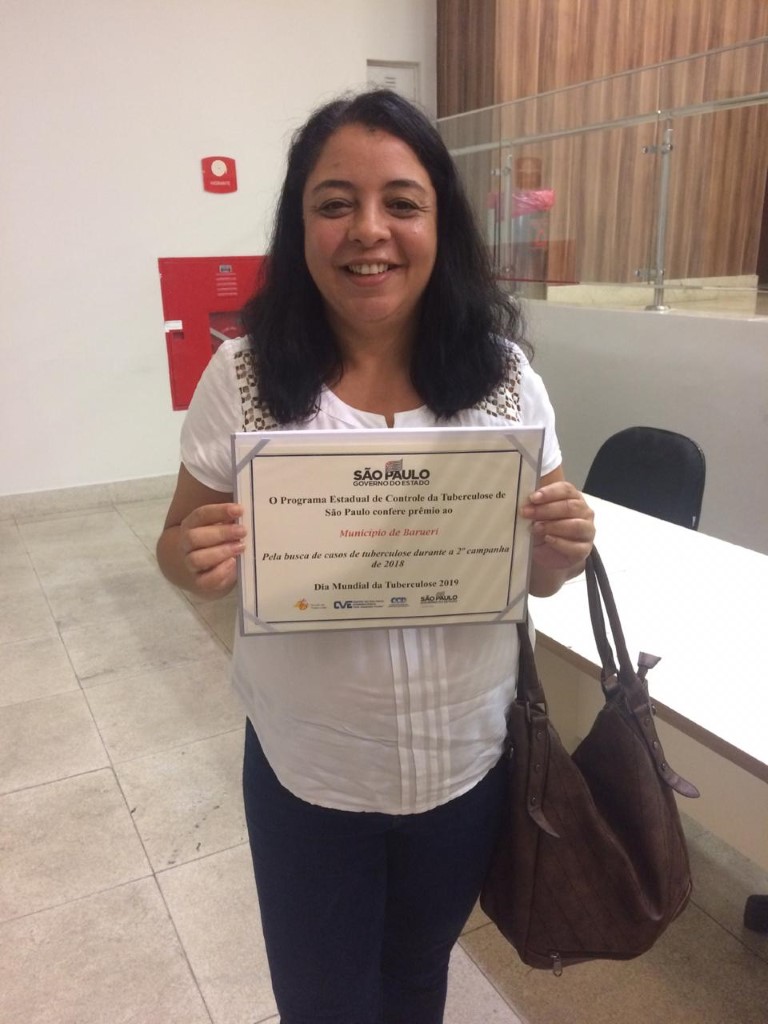 HIDRANTE
SÃO PAULO
GOVERNO DO ESTADO
O Programa Estadual de Controle da Tuberculose de
São Paulo confere prêmio ao
Município de Barueri
Pela busca de casos de tuberculose durante a 2ª campanha
de 2018
Dia Mundial da Tuberculose 2019
CVE
SÃO PAULO